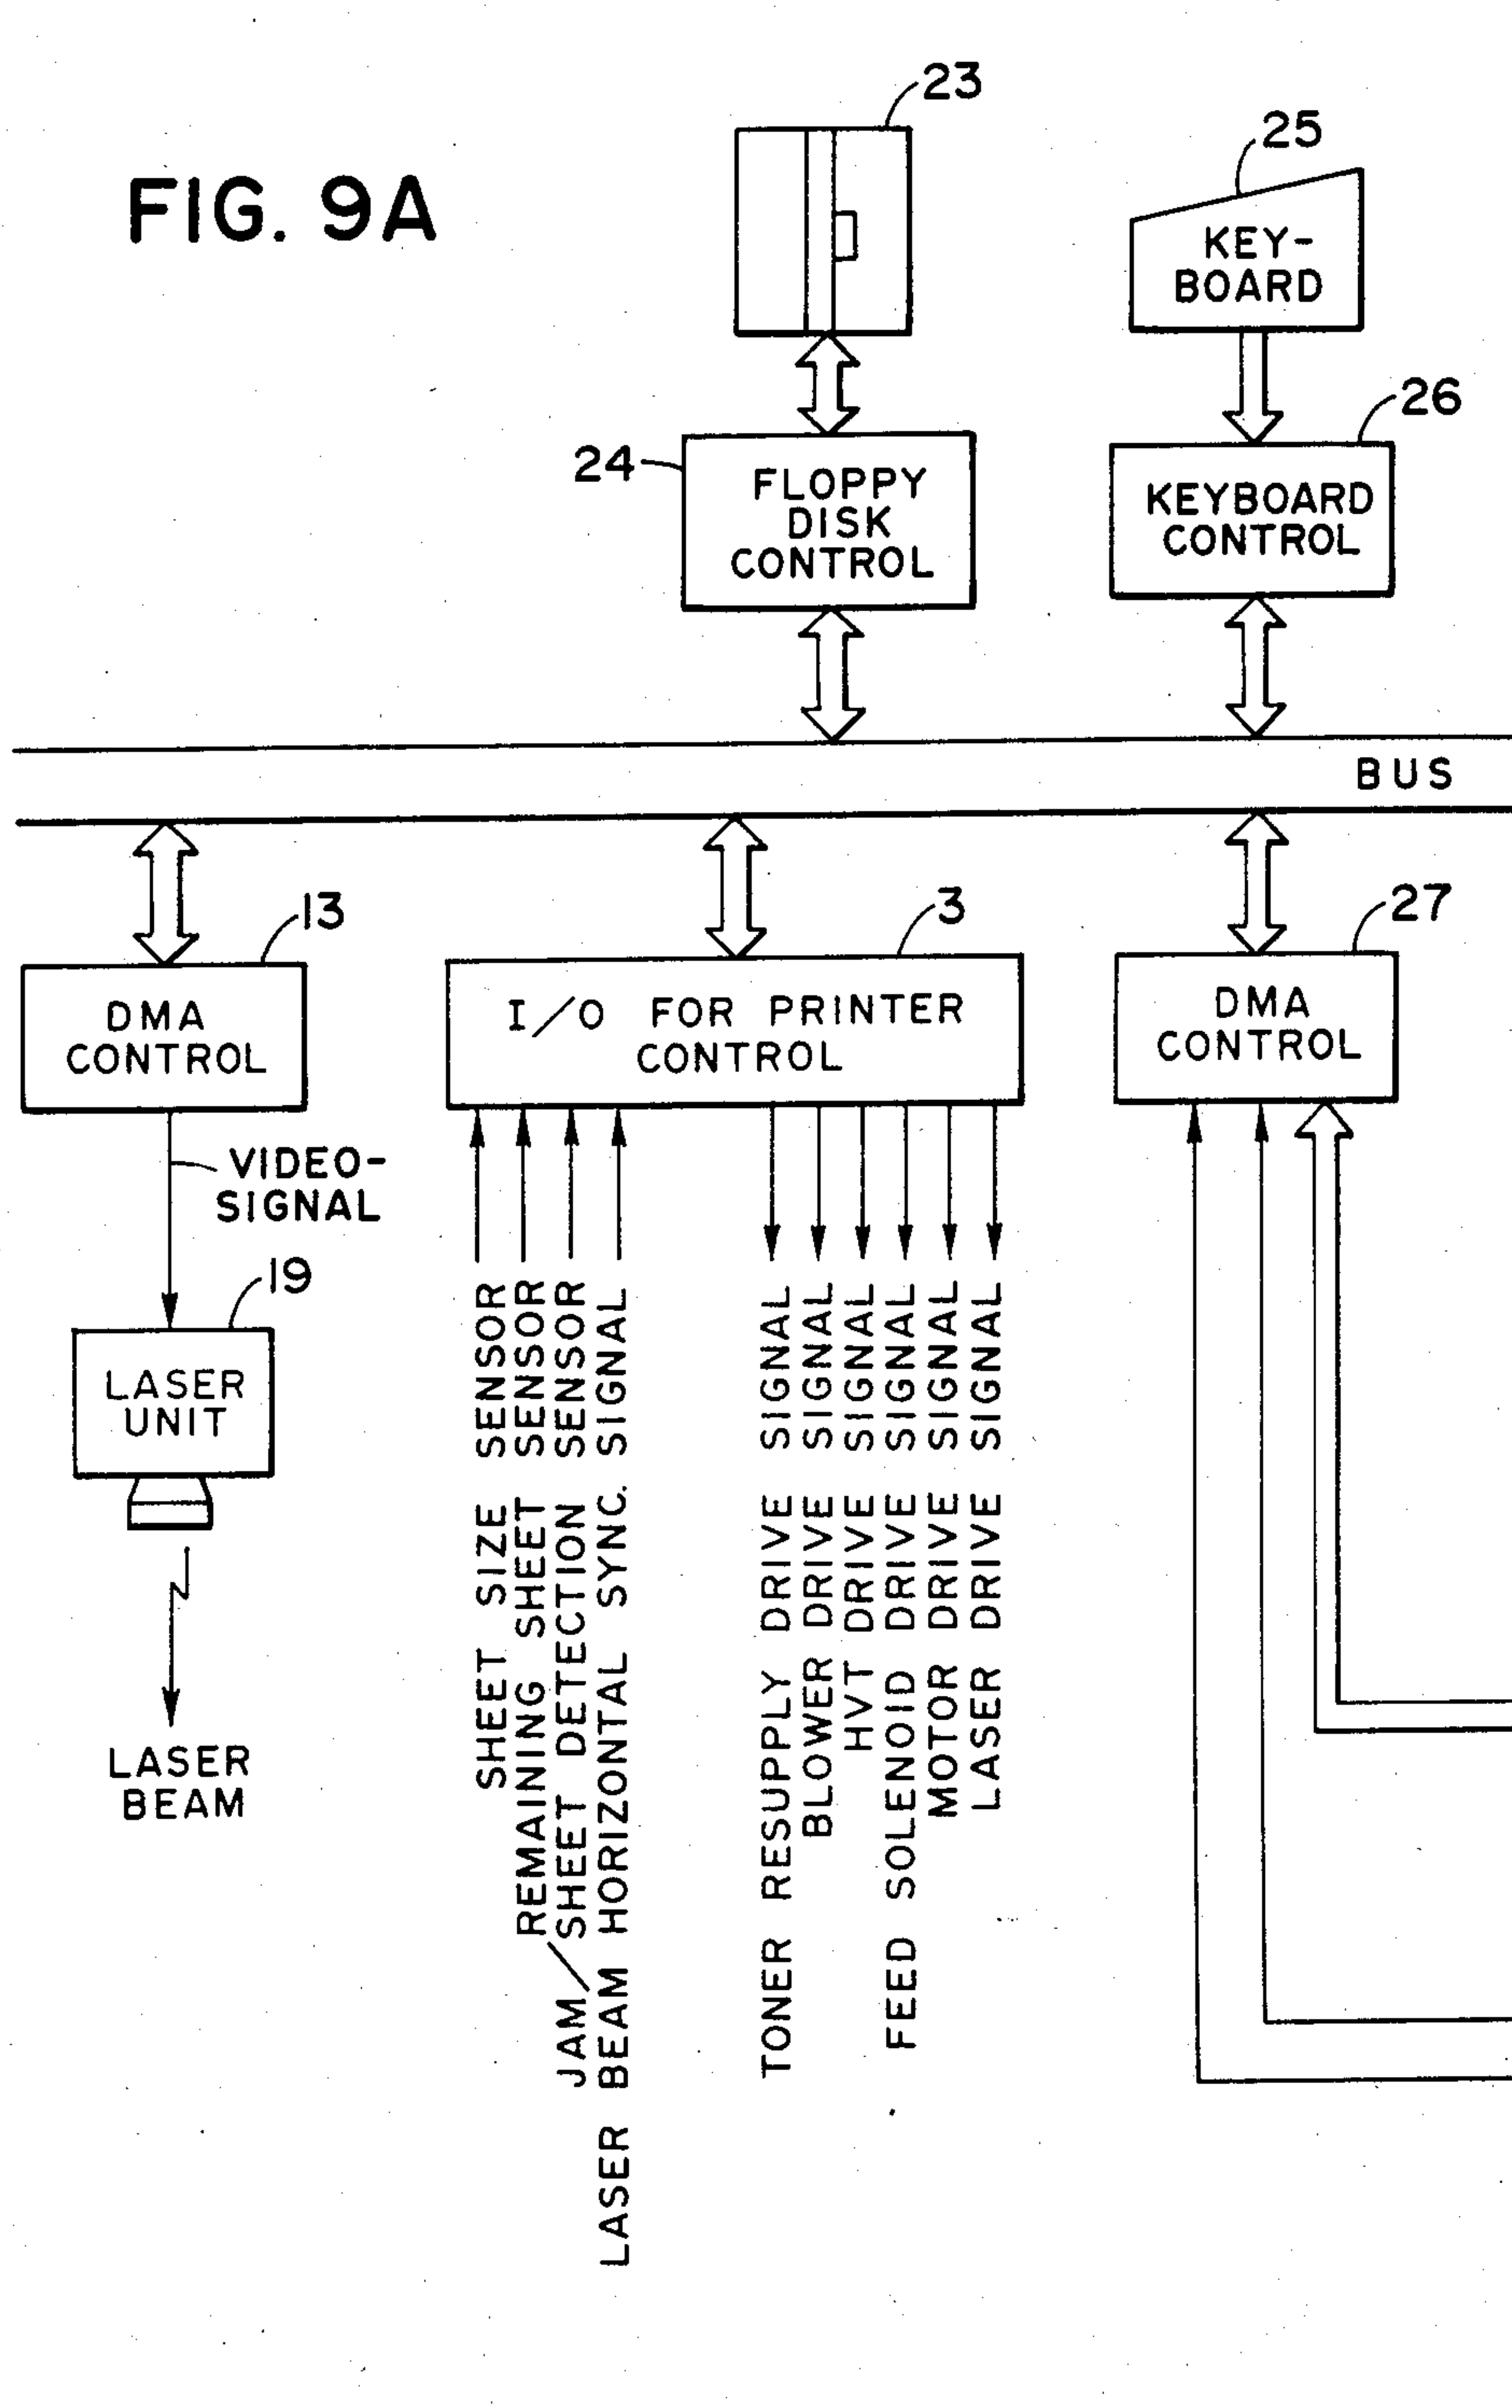 FIG. 9A
23
25
KEY-
BOARD
26
24
FLOPPY
DISK
CONTROL
KEYBOARD
CONTROL
BUS
13
3
27
DMA
CONTROL
I/O FOR PRINTER
CONTROL
DMA
CONTROL
VIDEO-
SIGNAL
19
LASER
UNIT
LASER
BEAM
SHEET SIZE SENSOR
REMAINING SHEET SENSOR
JAM/SHEET DETECTION SENSOR
LASER BEAM HORIZONTAL SYNC. SIGNAL
TONER RESUPPLY DRIVE SIGNAL
BLOWER DRIVE SIGNAL
HVT DRIVE SIGNAL
FEED SOLENOID DRIVE SIGNAL
MOTOR DRIVE SIGNAL
LASER DRIVE SIGNAL